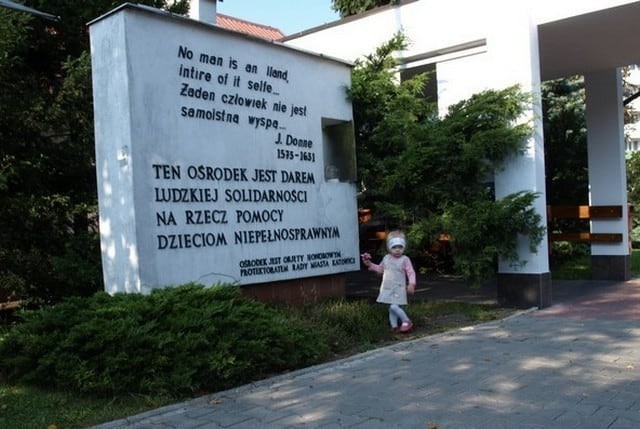 No man is an Iland,
intire of it selfe...
Żaden człowiek nie jest
samoistną wyspą...
J. Donne
1573-1631
TEN OŚRODEK JEST DAREM
LUDZKIEJ SOLIDARNOŚCI
NA RZECZ POMOCY
DZIECIOM NIEPEŁNOSPRAWNYM
OŚRODEK JEST OBJĘTY HONOROWYM
PROTEKTORATEM RADY MIASTA KATOWICE